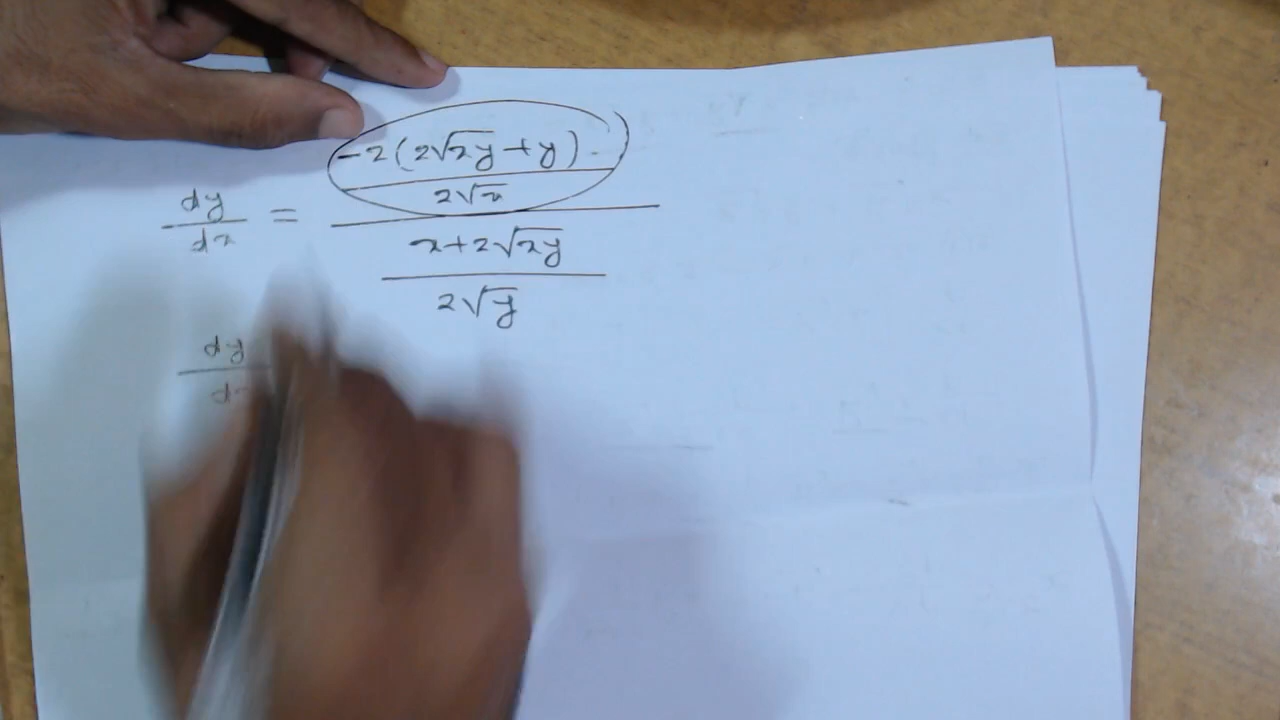 -2(2√xy+y)
2√x
dy
dx
=
x+2√xy
2√y
dy